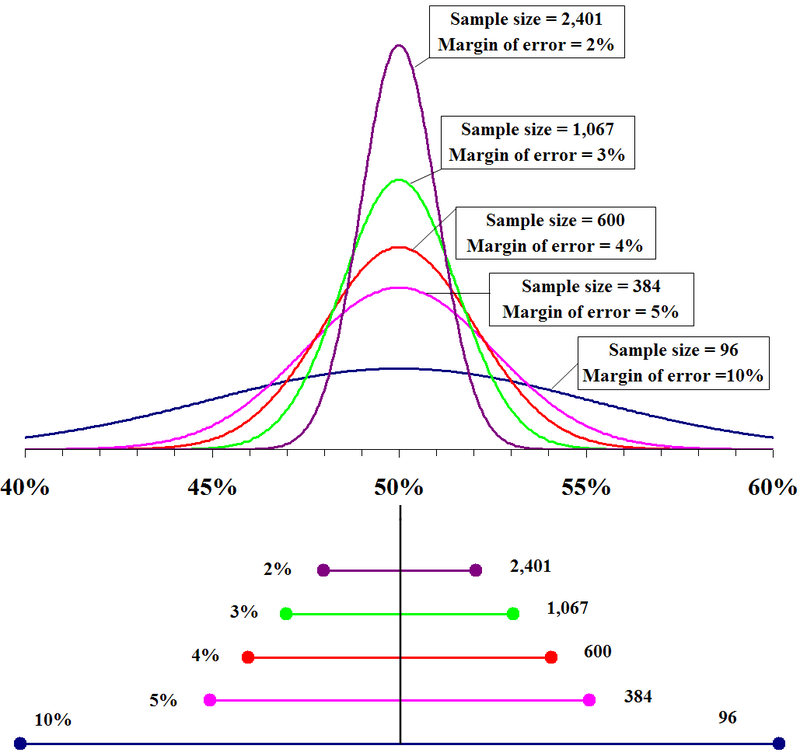 Sample size = 2,401
Margin of error = 2%
Sample size = 1,067
Margin of error = 3%
Sample size = 600
Margin of error = 4%
Sample size = 384
Margin of error = 5%
Sample size = 96
Margin of error =10%
40% 45% 50% 55% 60%
2% 2,401
3% 1,067
4% 600
5% 384
10% 96